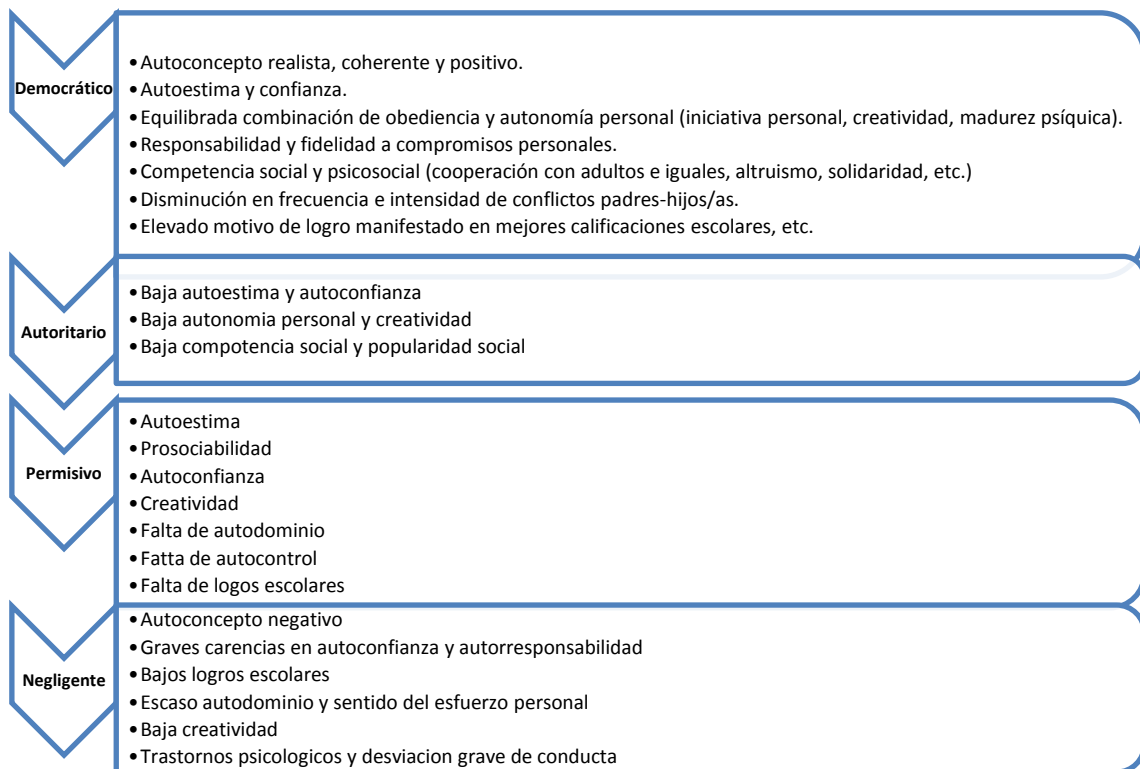 Democrático
•Autoconcepto realista, coherente y positivo.
•Autoestima y confianza.
•Equilibrada combinación de obediencia y autonomía personal (iniciativa personal, creatividad, madurez psíquica).
•Responsabilidad y fidelidad a compromisos personales.
•Competencia social y psicosocial (cooperación con adultos e iguales, altruismo, solidaridad, etc.)
•Disminución en frecuencia e intensidad de conflictos padres-hijos/as.
•Elevado motivo de logro manifestado en mejores calificaciones escolares, etc.
Autoritario
•Baja autoestima y autoconfianza
•Baja autonomia personal y creatividad
•Baja compotencia social y popularidad social
Permisivo
•Autoestima
•Prosociabilidad
•Autoconfianza
•Creatividad
•Falta de autodominio
•Fatta de autocontrol
•Falta de logos escolares
Negligente
•Autoconcepto negativo
•Graves carencias en autoconfianza y autorresponsabilidad
•Bajos logros escolares
•Escaso autodominio y sentido del esfuerzo personal
•Baja creatividad
•Trastornos psicologicos y desviacion grave de conducta